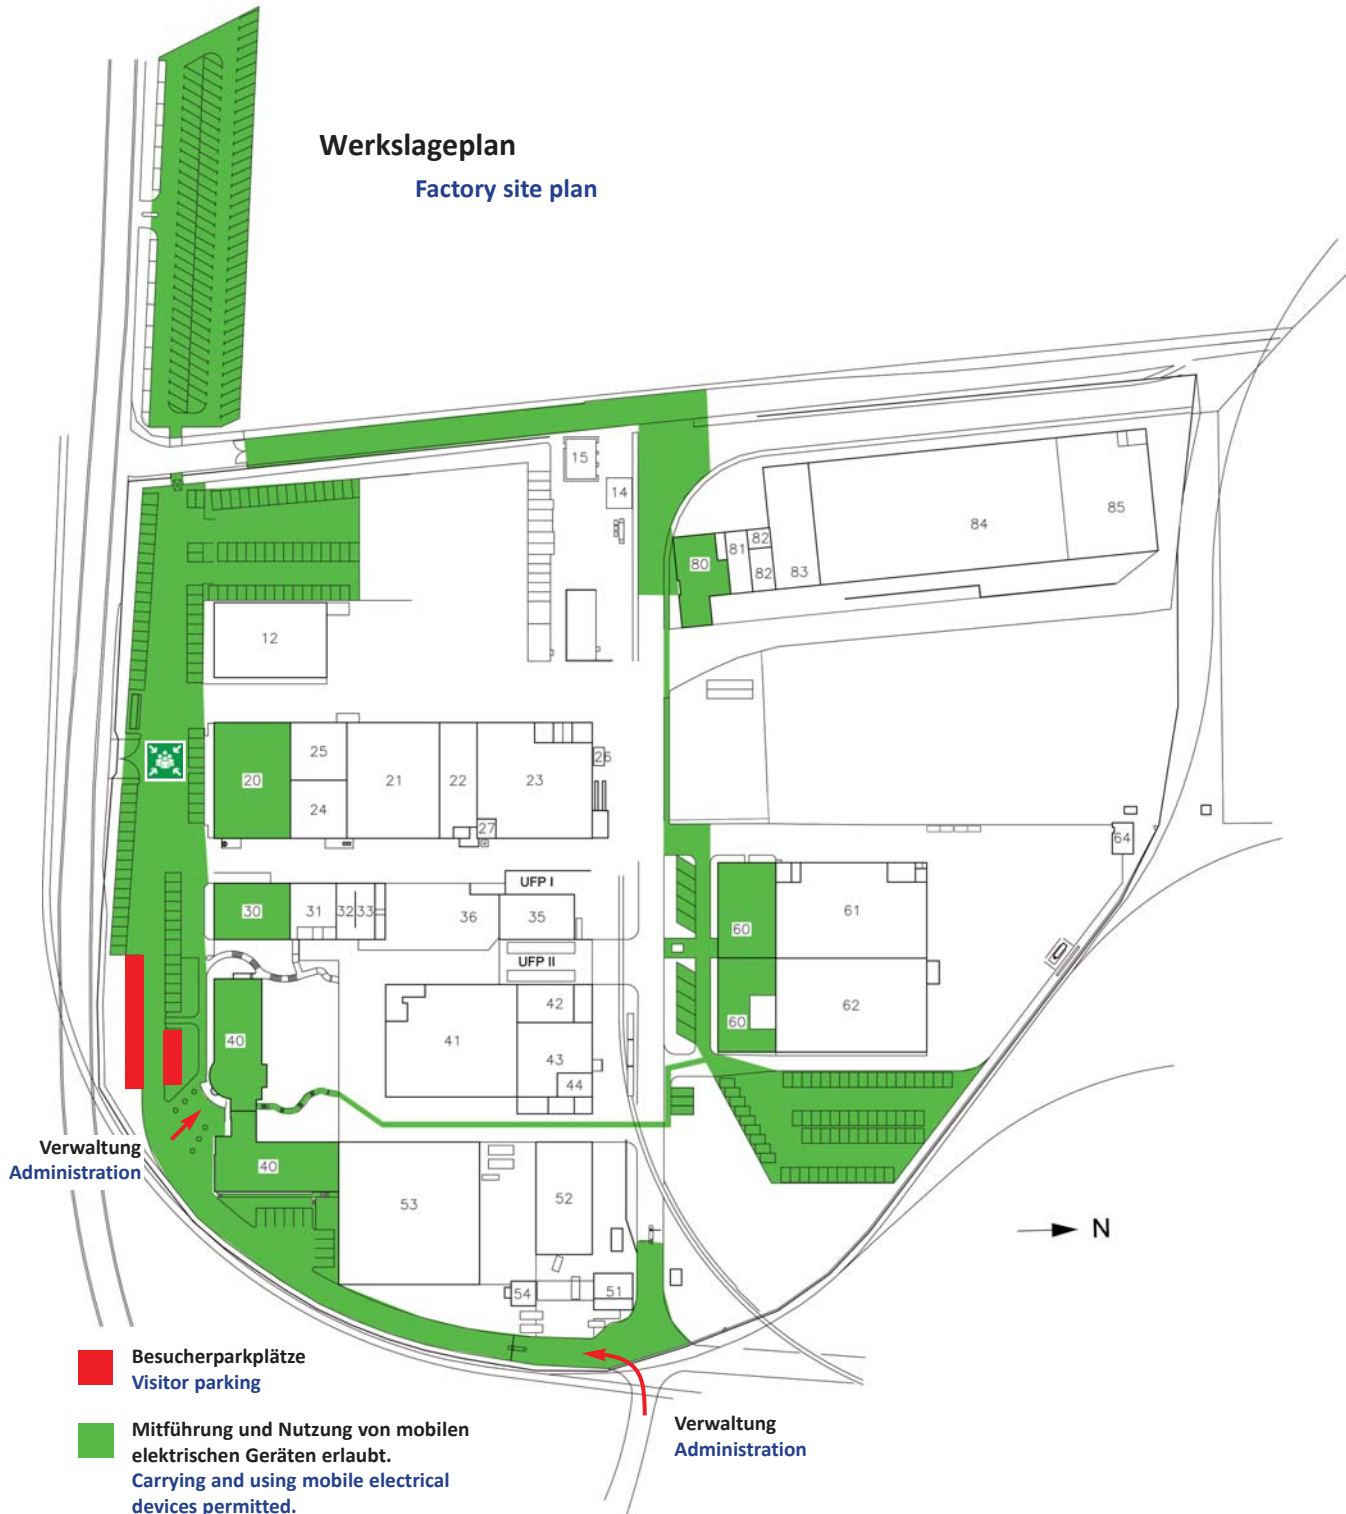 Werkslageplan
Factory site plan
15
14
85
84
82
81
80
82
83
12
25
26
20
21
22
23
24
27
64
UFP I
30
31
32
33
36
35
61
60
UFP II
42
62
40
41
60
43
44
Verwaltung
Administration
40
53
52
N
54
51
Besucherparkplätze
Visitor parking
Mitführung und Nutzung von mobilen
elektrischen Geräten erlaubt.
Carrying and using mobile electrical
devices permitted.
Verwaltung
Administration